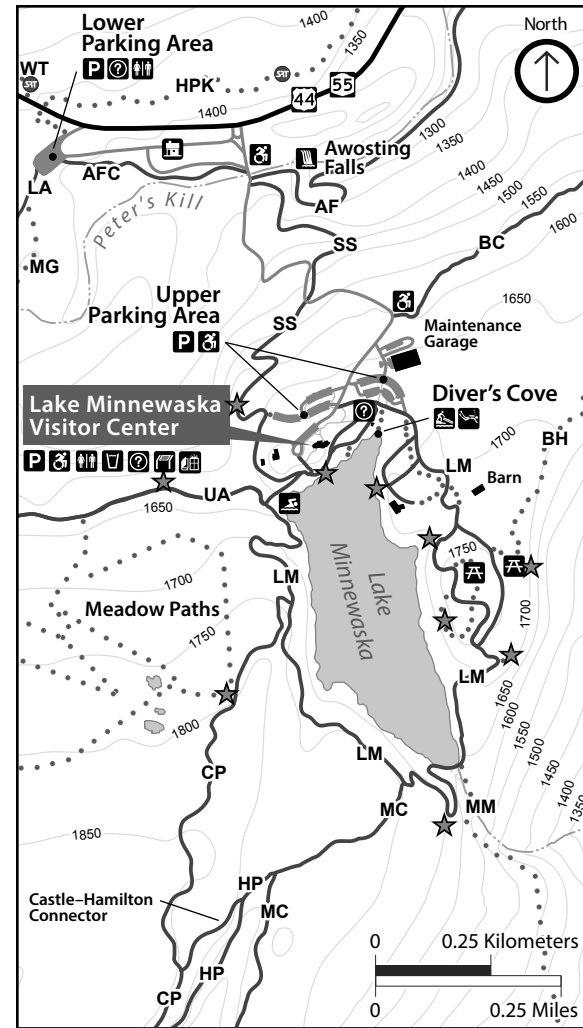 North
Lower
Parking Area
P ?
WT
SRT
HPK
SRT
44
55
1400
1350
1400
1300
1350
1400
1450
1500
1550
1600
Awosting
Falls
LA
AFC
AF
Peter's Kill
MG
SS
BC
1650
Upper
Parking Area
P
SS
Maintenance
Garage
Lake Minnewaska
Visitor Center
?
Diver's Cove
P ?
1700
BH
LM
Barn
UA
1650
1750
LM
Lake
Minnewaska
1700
1700
Meadow Paths
1750
LM
1650
1600
1550
1500
1450
1400
1350
1800
CP
LM
MC
MM
1850
HP
MC
Castle–Hamilton
Connector
HP
CP
0
0.25 Kilometers
0
0.25 Miles